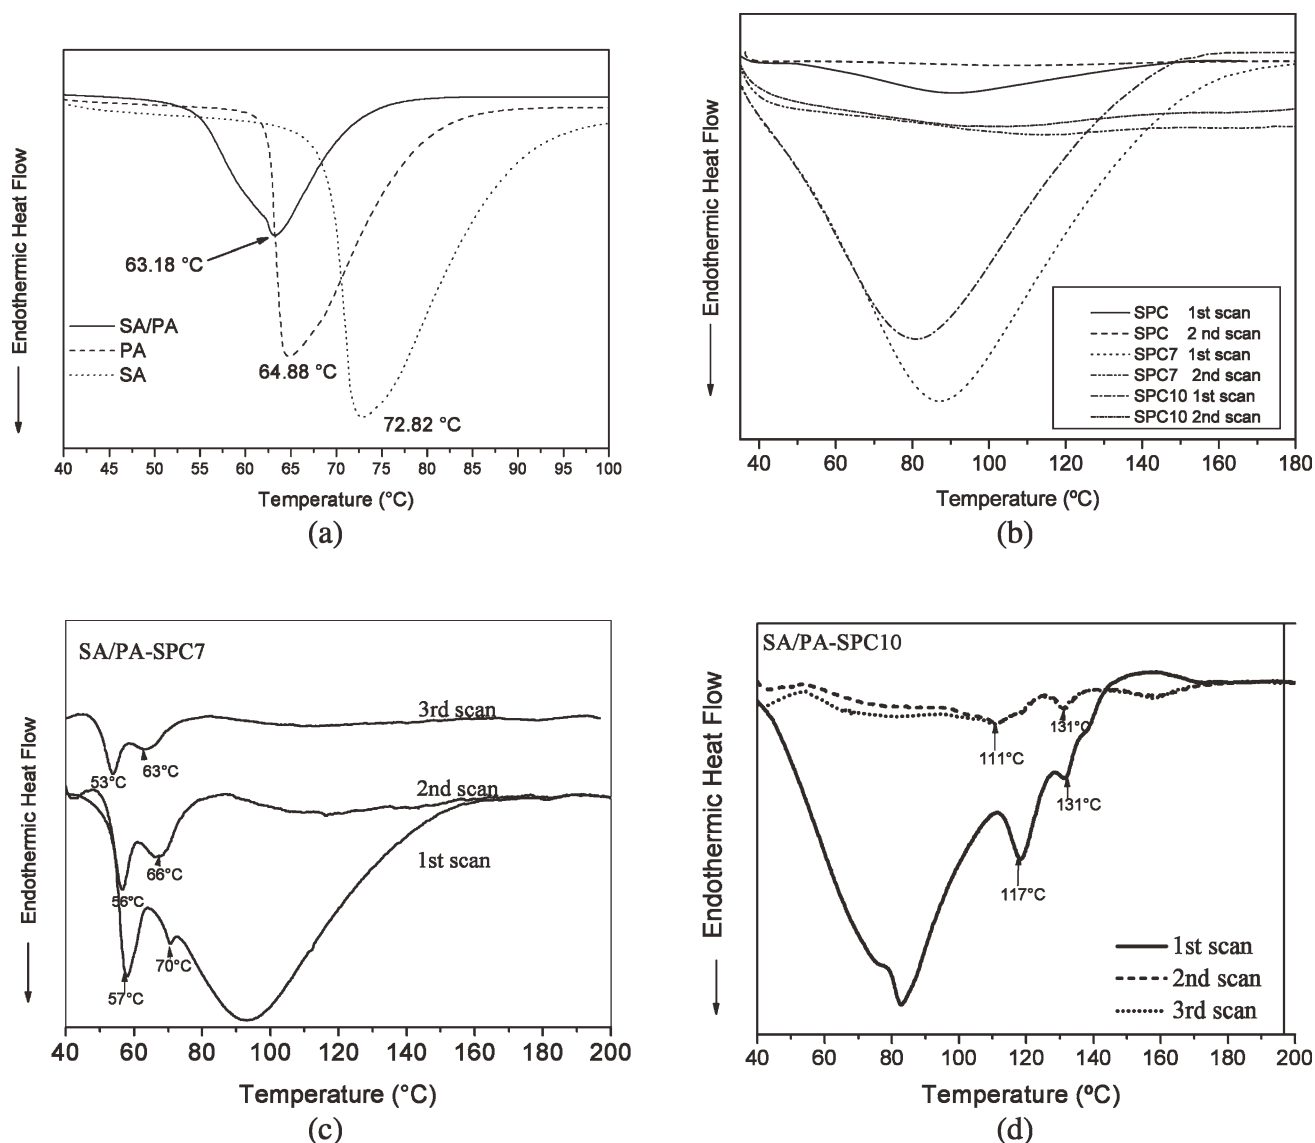 Endothermic Heat Flow
63.18 °C
SA/PA
PA
SA
64.88 °C
72.82 °C
40 45 50 55 60 65 70 75 80 85 90 95 100
Temperature (°C)
(a)
Endothermic Heat Flow
SPC 1st scan
SPC 2 nd scan
SPC7 1st scan
SPC7 2nd scan
SPC10 1st scan
SPC10 2nd scan
40 60 80 100 120 140 160 180
Temperature (ºC)
(b)
SA/PA-SPC7
Endothermic Heat Flow
3rd scan
53°C
63°C
2nd scan
66°C
56°C
1st scan
70°C
57°C
40 60 80 100 120 140 160 180 200
Temperature (°C)
(c)
SA/PA-SPC10
Endothermic Heat Flow
131°C
111°C
131°C
117°C
1st scan
2nd scan
3rd scan
40 60 80 100 120 140 160 180 200
Temperature (ºC)
(d)